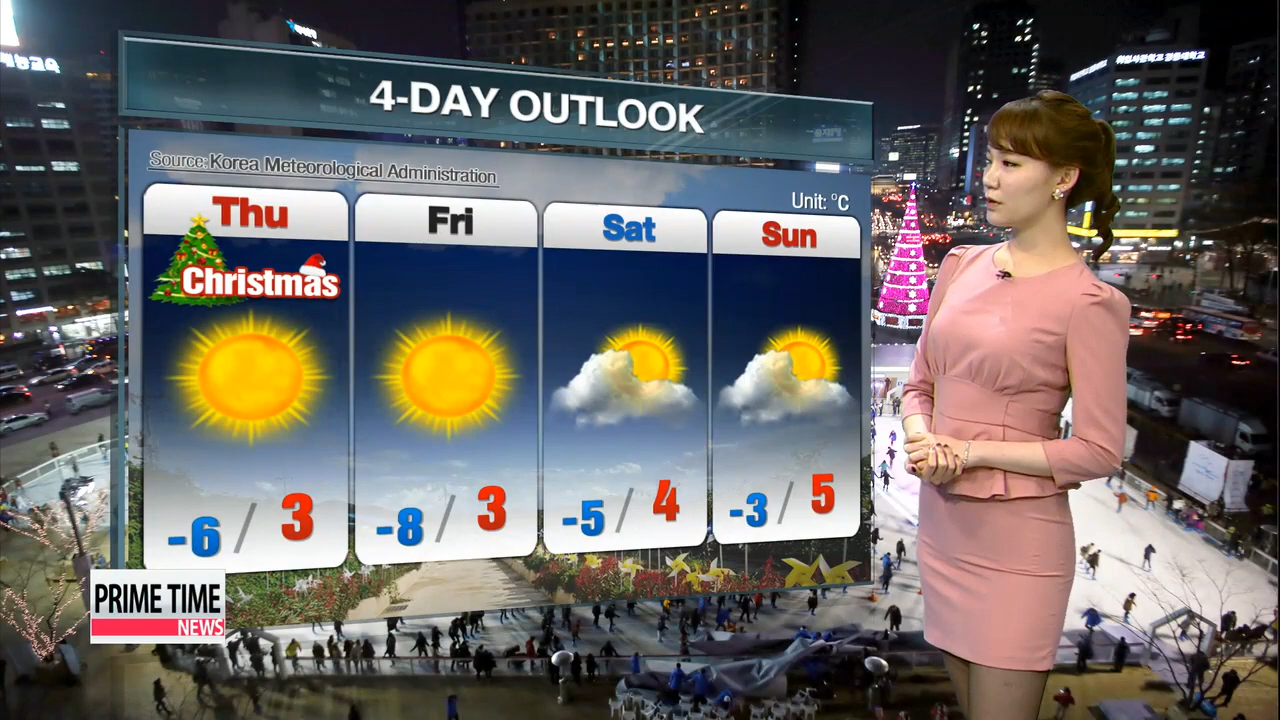 4-DAY OUTLOOK
Source: Korea Meteorological Administration
Unit: °C
Thu
Fri
Sat
Sun
Christmas
-6 / 3
-8 / 3
-5 / 4
-3 / 5
PRIME TIME
NEWS